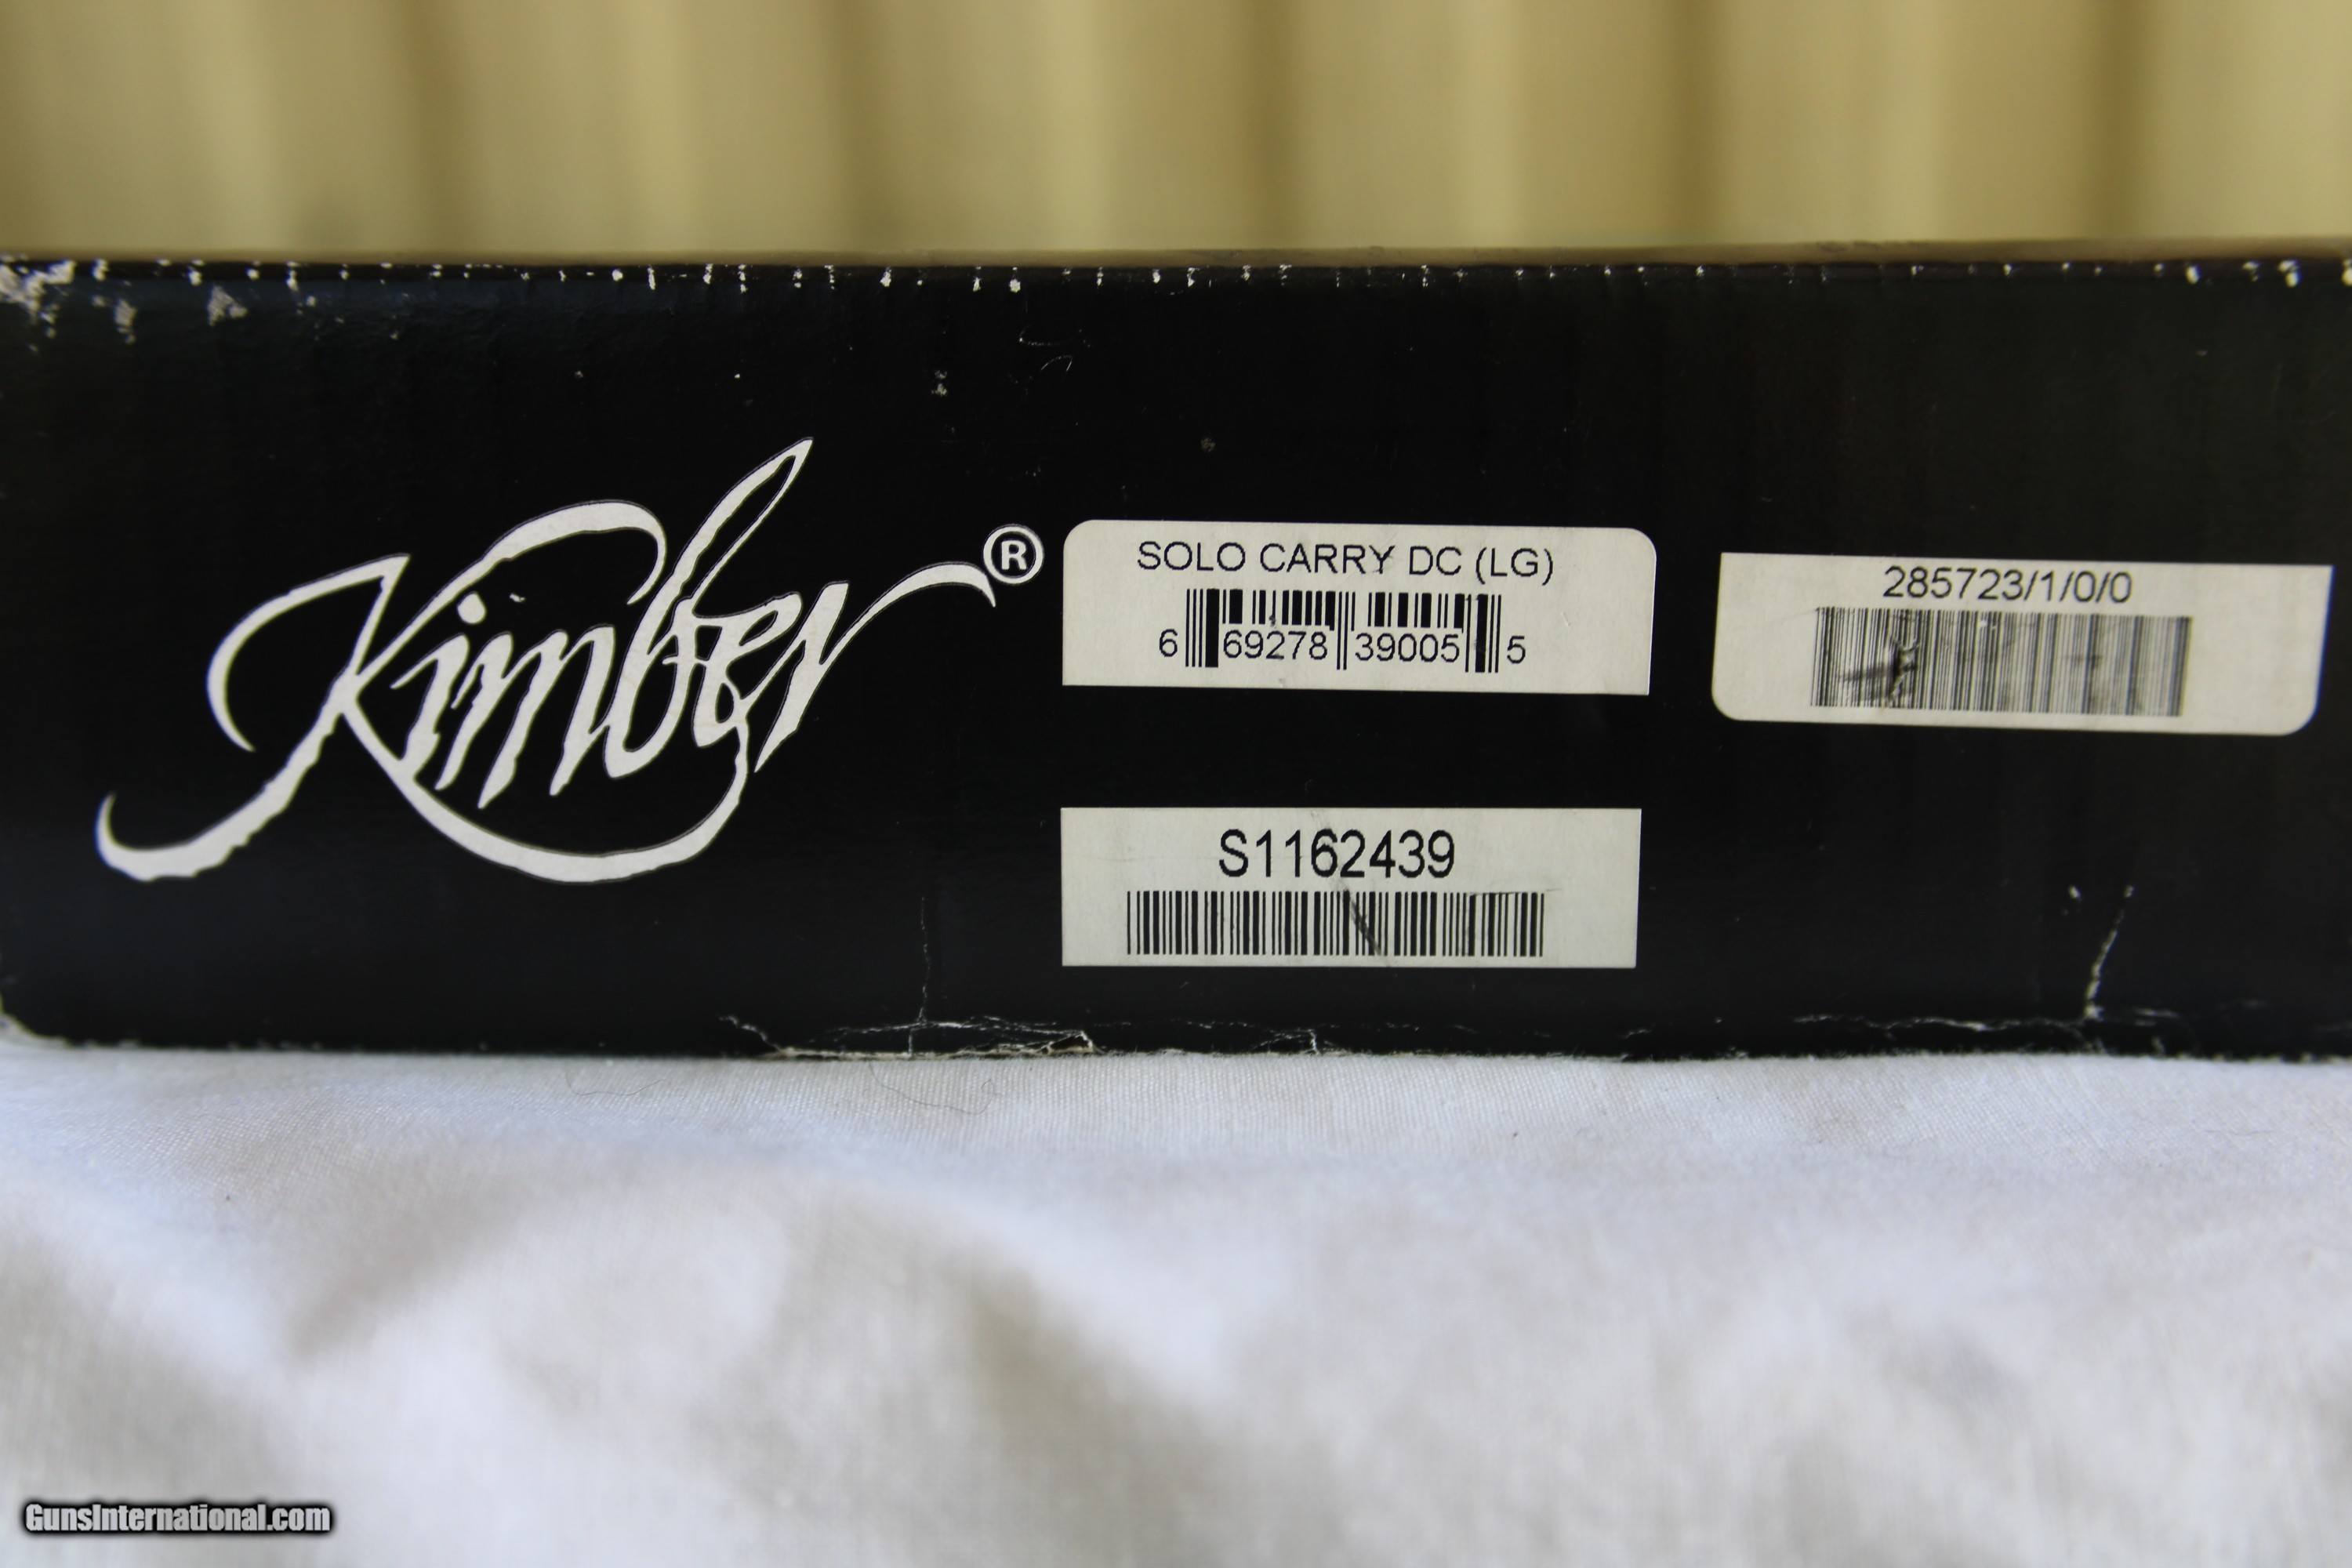 Kimber®
SOLO CARRY DC (LG)
6 69278 39005 5
285723/1/0/0
S1162439
GunsInternational.com